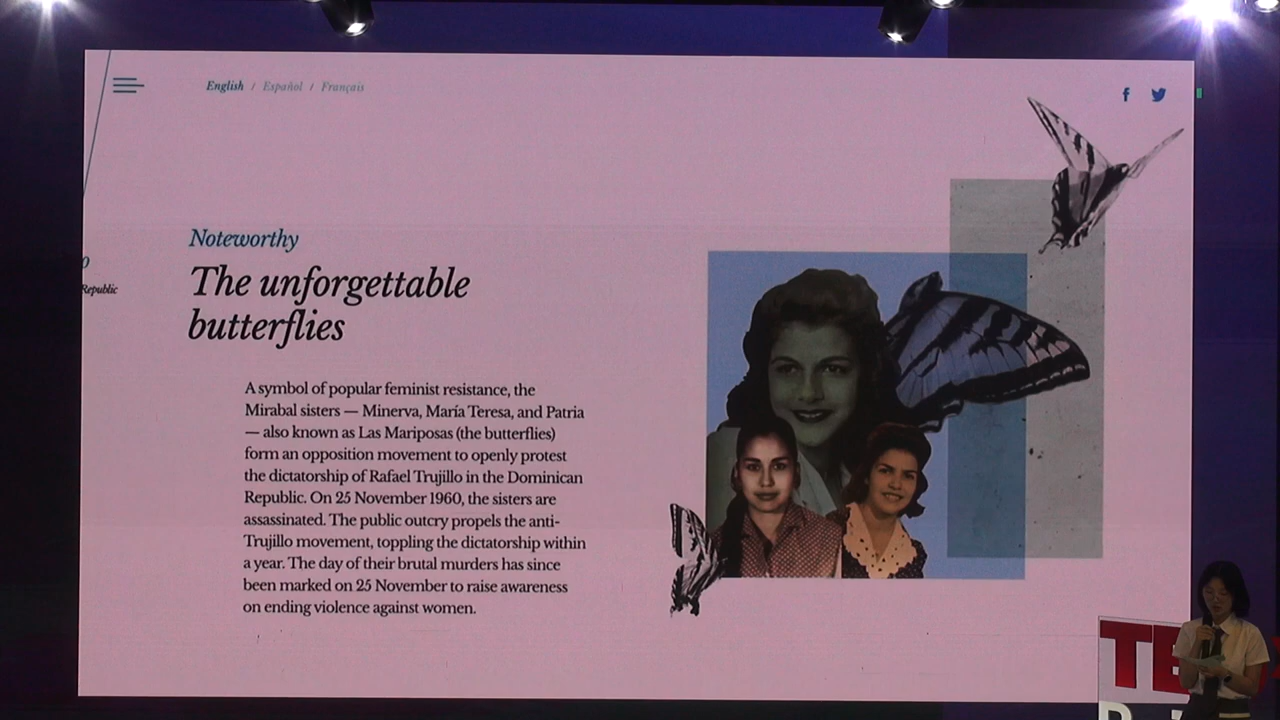 English / Español / Français
Noteworthy
The unforgettable
butterflies
Republic
A symbol of popular feminist resistance, the
Mirabal sisters — Minerva, María Teresa, and Patria
— also known as Las Mariposas (the butterflies)
form an opposition movement to openly protest
the dictatorship of Rafael Trujillo in the Dominican
Republic. On 25 November 1960, the sisters are
assassinated. The public outcry propels the anti-
Trujillo movement, toppling the dictatorship within
a year. The day of their brutal murders has since
been marked on 25 November to raise awareness
on ending violence against women.
TE